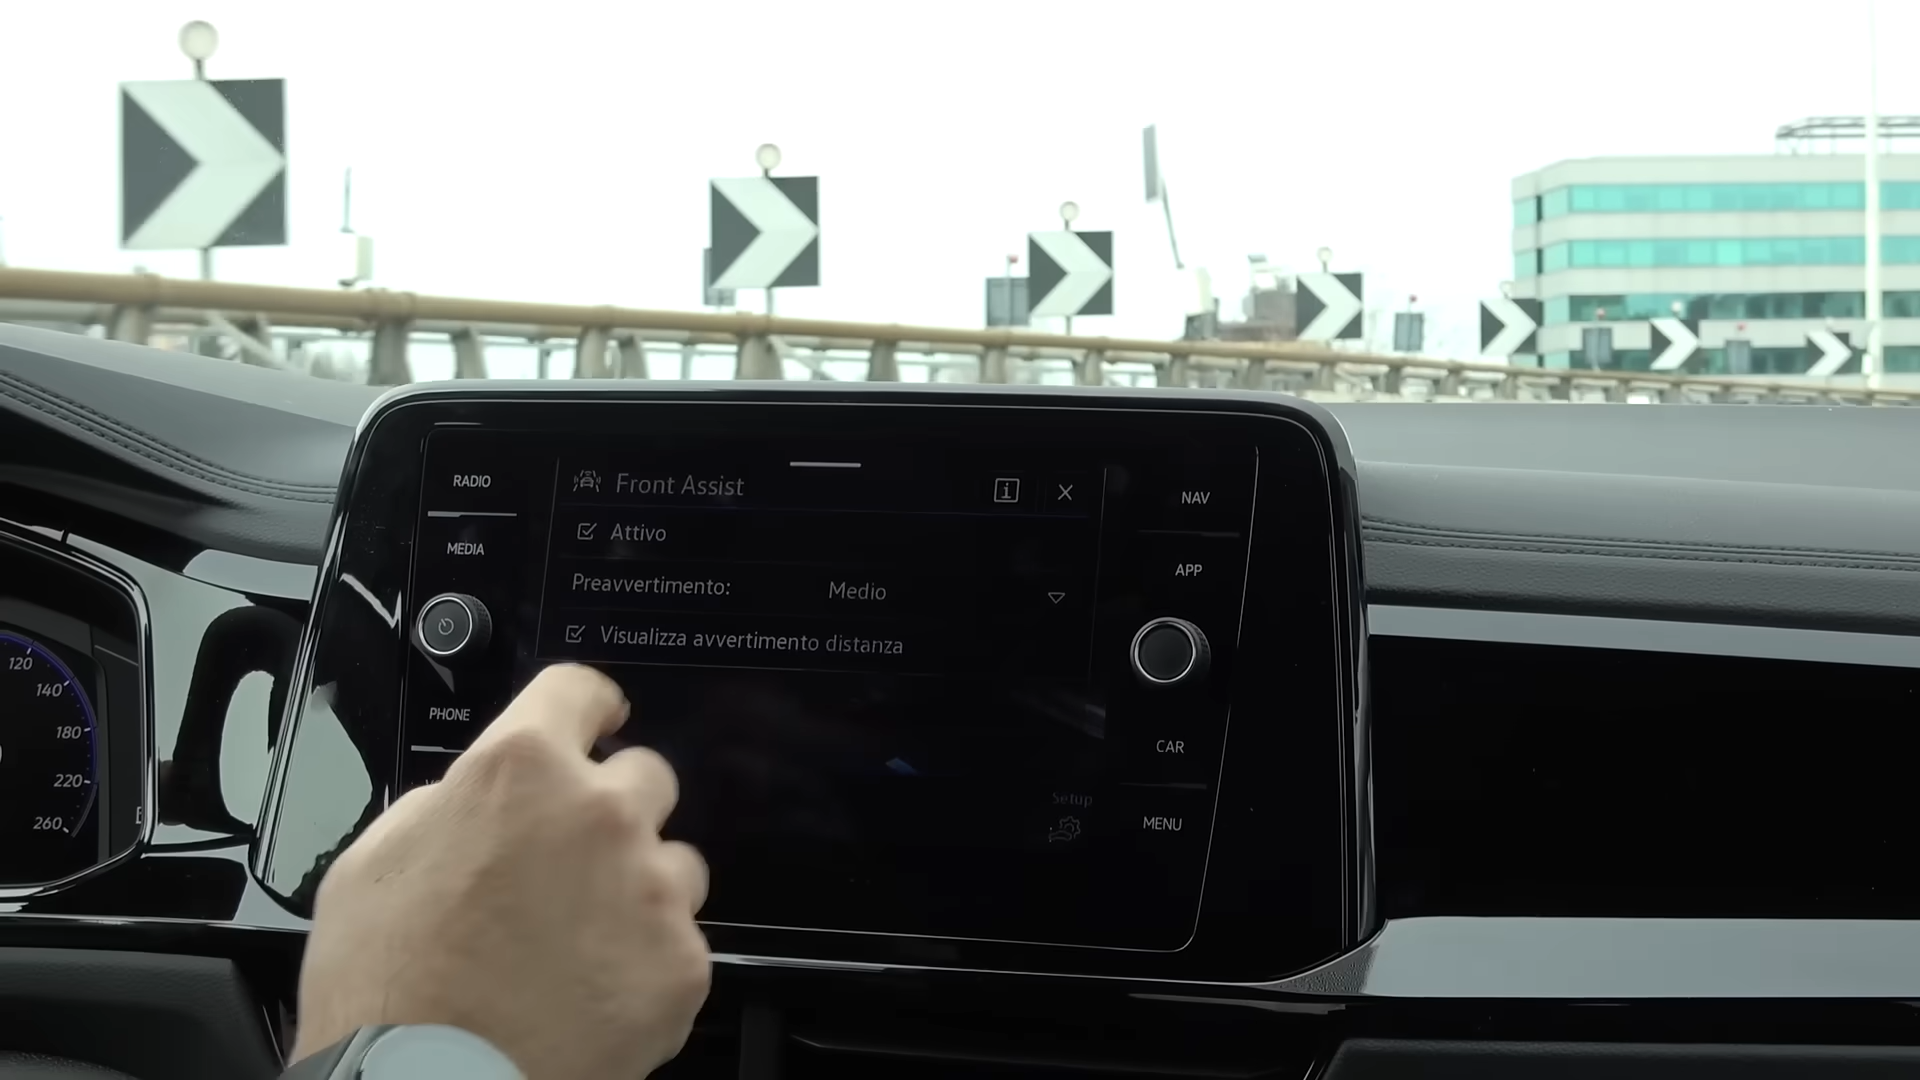 RADIO
MEDIA
PHONE
Front Assist
Attivo
Preavvertimento: Medio
Visualizza avvertimento distanza
Setup
NAV
APP
CAR
MENU
120
140
180
220
260